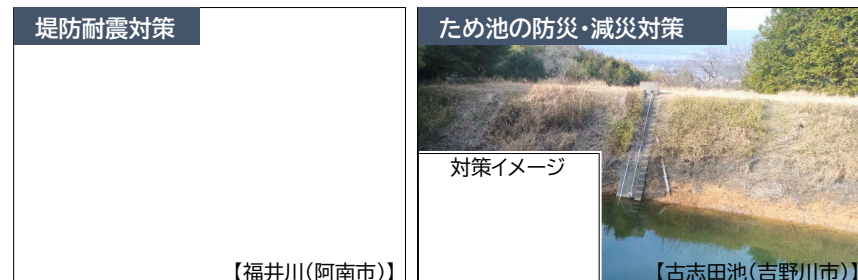 堤防耐震対策
ため池の防災・減災対策
対策イメージ
【福井川(阿南市)】
【古志田池(吉野川市)】